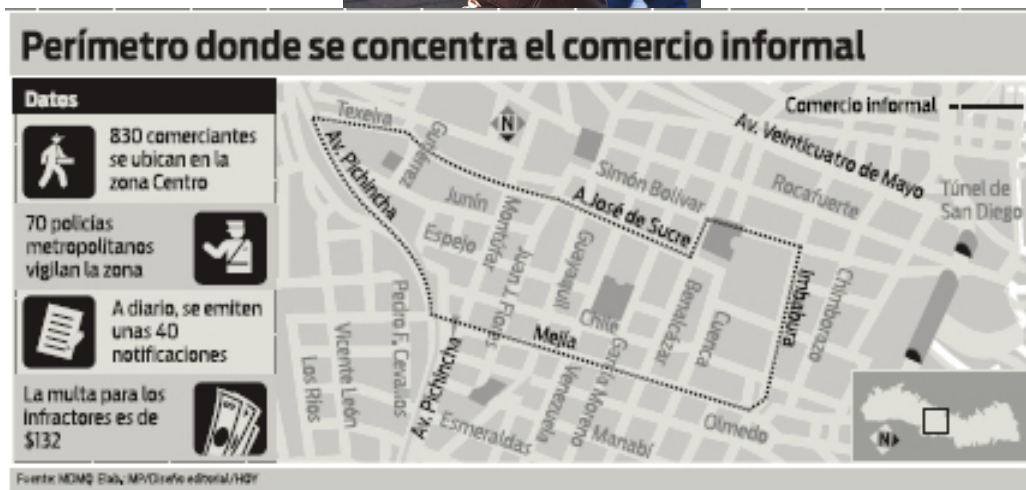 Perímetro donde se concentra el comercio informal
Datos
830 comerciantes
se ubican en la
zona Centro
70 policías
metropolitanos
vigilan la zona
A diario, se emiten
unas 40
notificaciones
La multa para los
infractores es de
$132
Comercio informal
Texeira
N
Av. Veinticuatro de Mayo
Gutiérrez
Av. Pichincha
Simón Bolívar
Rocafuerte
Túnel de
San Diego
Junín
A. José de Sucre
Montúfar
Espejo
Guayaquil
Juan J. Flores
Imbabura
Chimborazo
Benalcázar
Pedro F. Cevallos
Chile
Cuenca
Mejía
Vicente León
Los Ríos
Av. Pichincha
García Moreno
Venezuela
Olmedo
Esmeraldas
Manabí
N
Fuente: MDMQ Elab.: MP/Diseño editorial/HOY